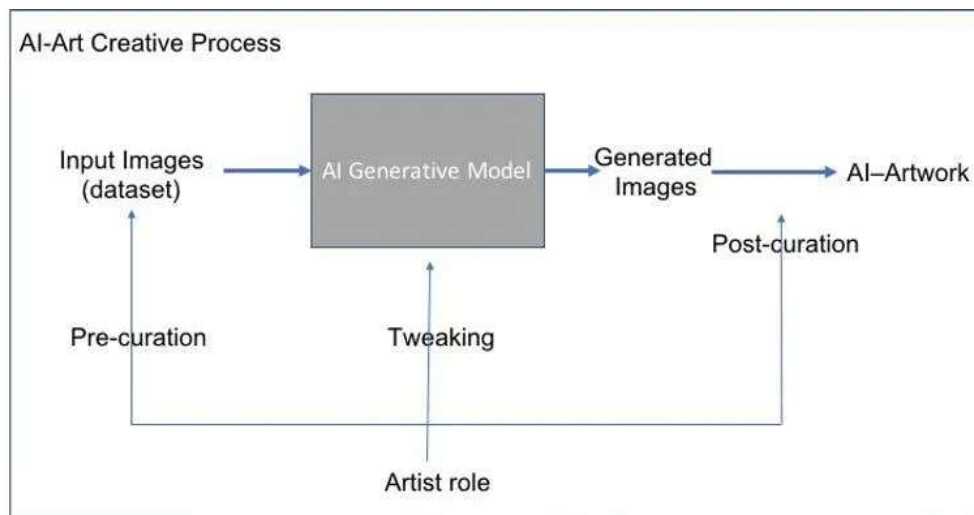 AI-Art Creative Process
Input Images
(dataset)
AI Generative Model
Generated
Images
AI–Artwork
Post-curation
Pre-curation
Tweaking
Artist role